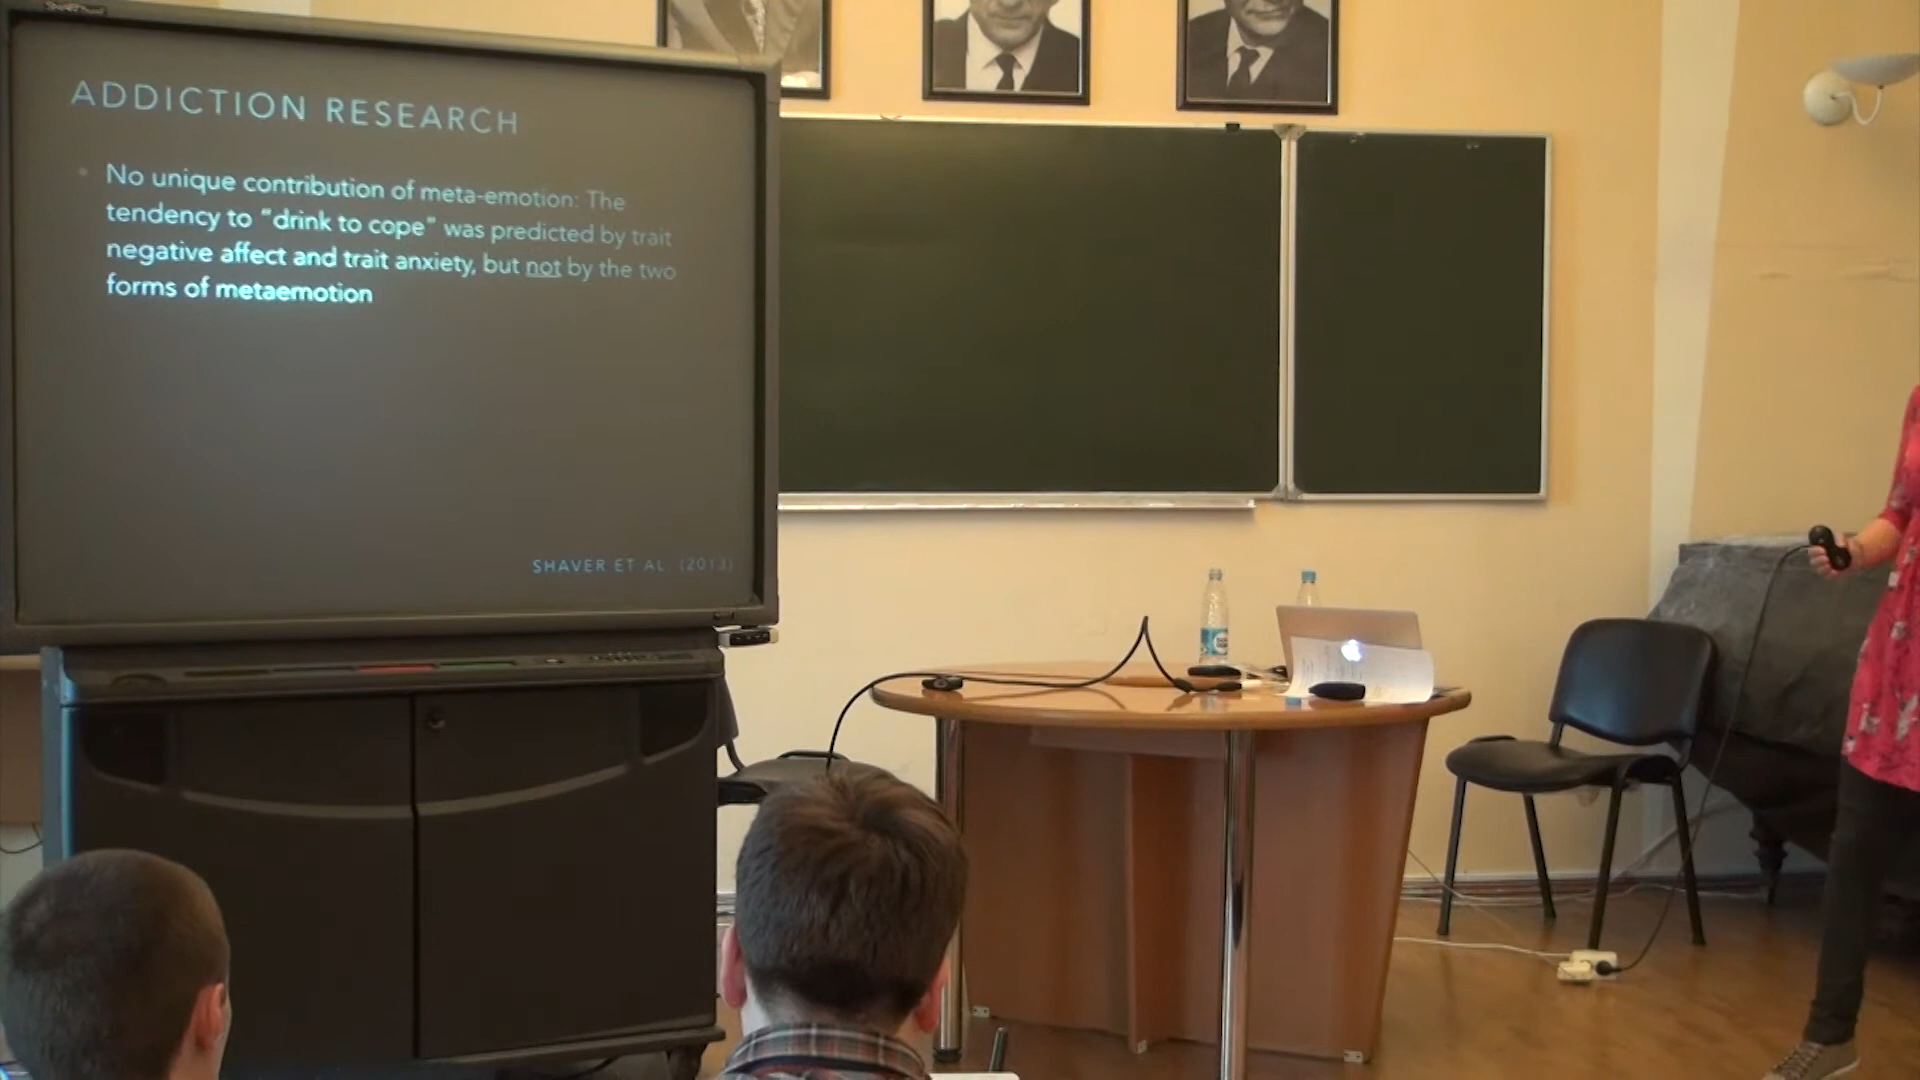 ADDICTION RESEARCH
• No unique contribution of meta-emotion: The
tendency to “drink to cope” was predicted by trait
negative affect and trait anxiety, but not by the two
forms of metaemotion
SHAVER ET AL. (2013)